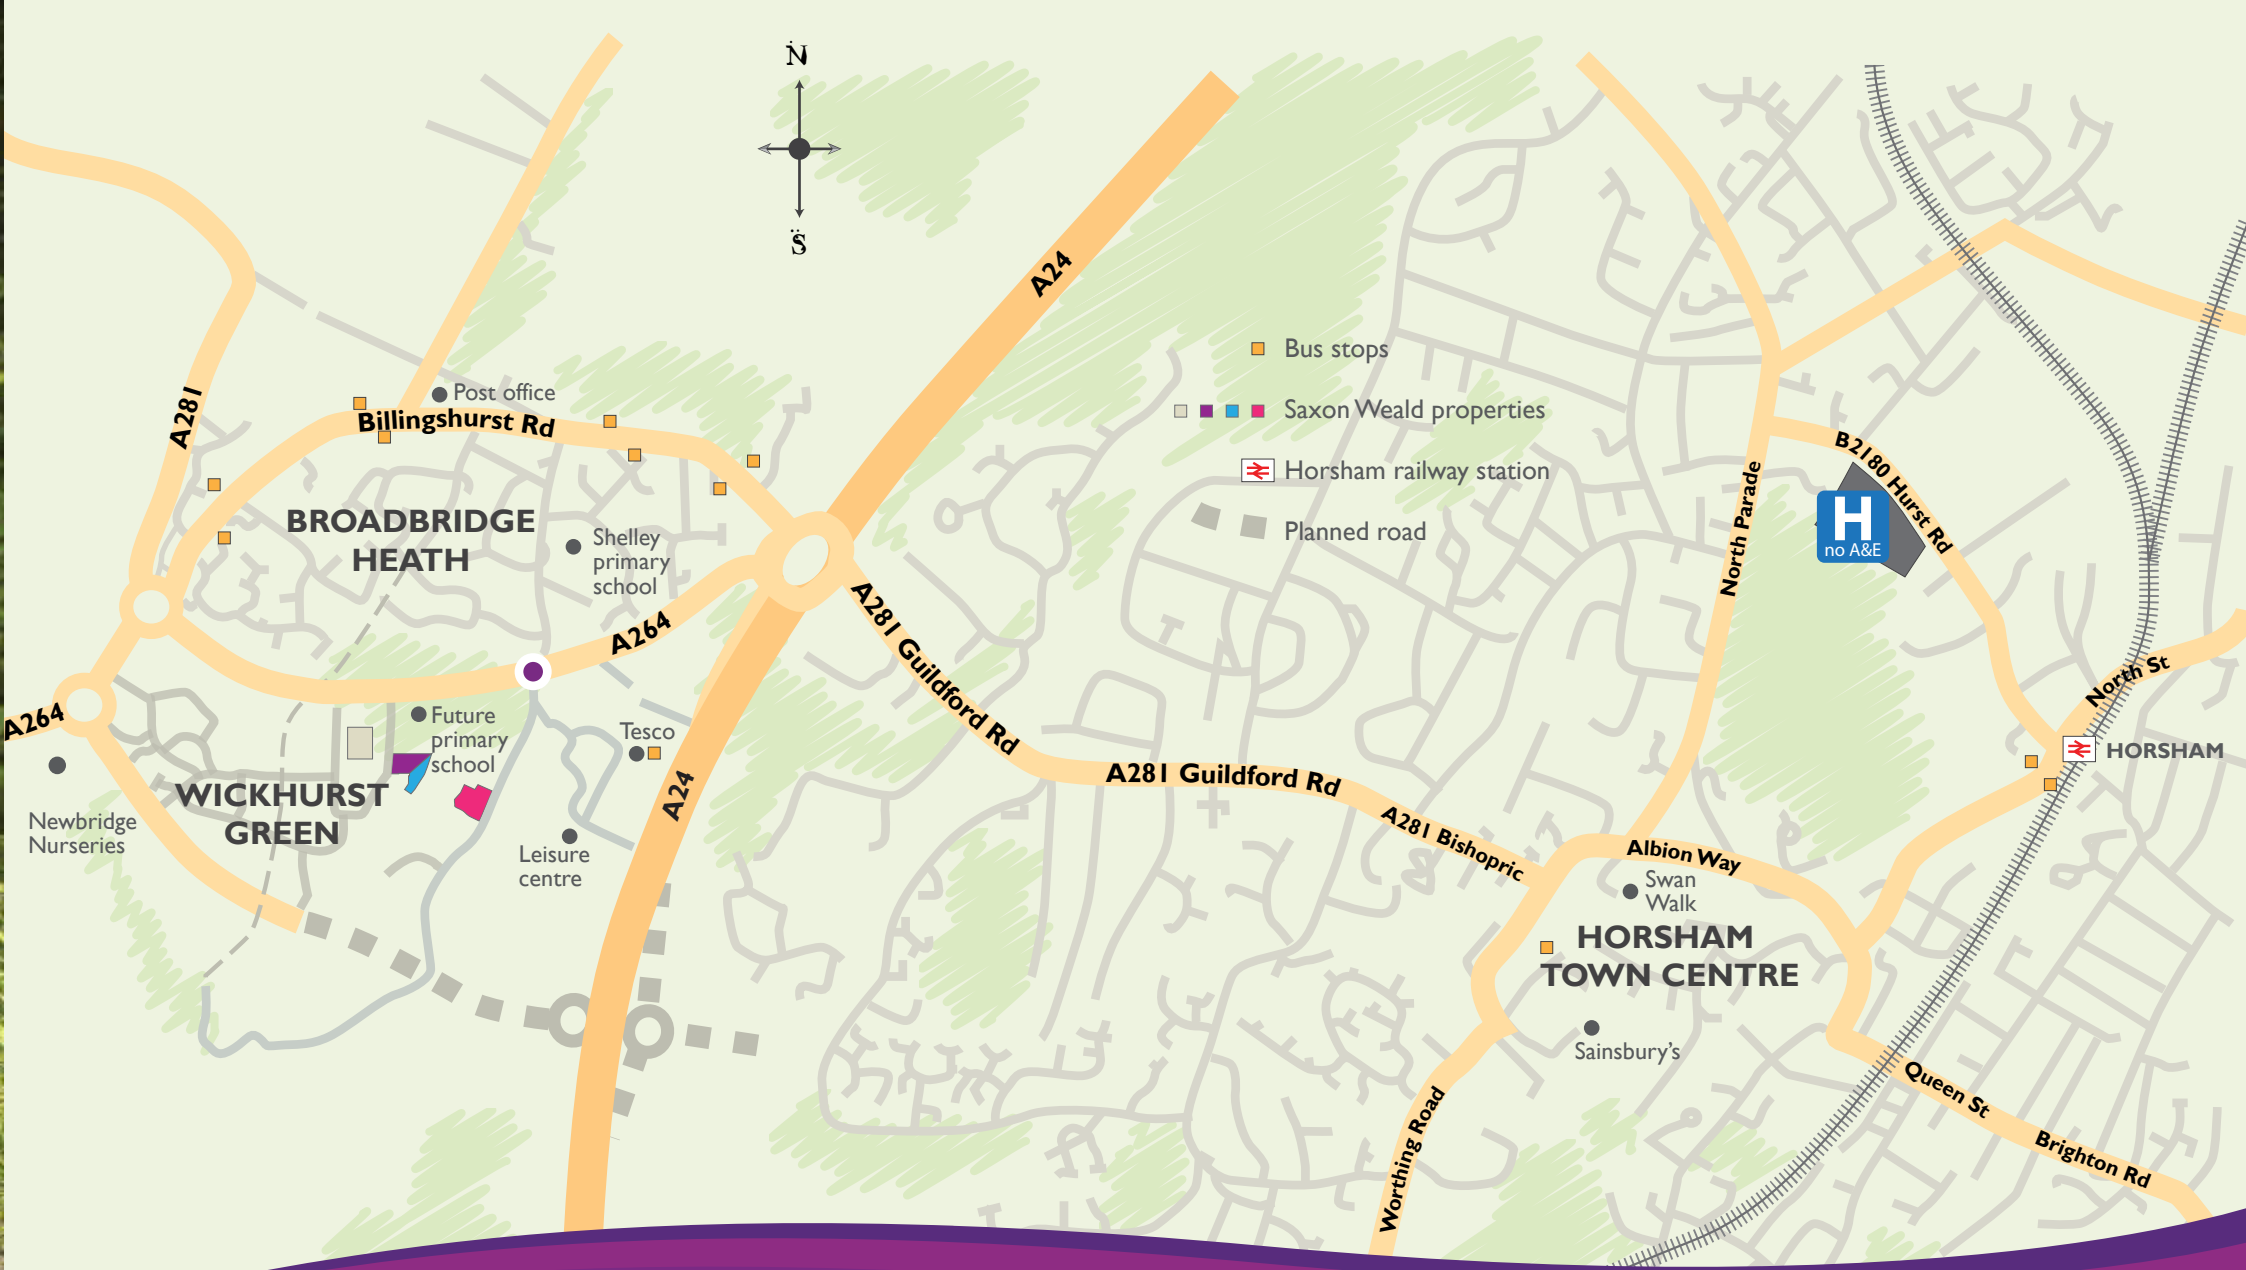 N
S
A24
A281
Post office
Billingshurst Rd
BROADBRIDGE
HEATH
Shelley
primary
school
A264
A264
Future
primary
school
Tesco
WICKHURST
GREEN
Newbridge
Nurseries
Leisure
centre
A24
Bus stops
Saxon Weald properties
Horsham railway station
Planned road
A281 Guildford Rd
A281 Guildford Rd
A281 Bishopric
North Parade
B2180 Hurst Rd
H
no A&E
North St
HORSHAM
Albion Way
Swan
Walk
HORSHAM
TOWN CENTRE
Sainsbury's
Worthing Road
Queen St
Brighton Rd